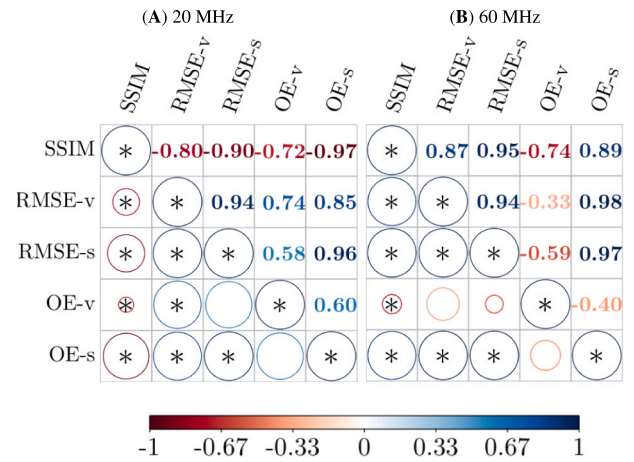 (A) 20 MHz (B) 60 MHz
SSIM RMSE-v RMSE-s OE-v OE-s SSIM RMSE-v RMSE-s OE-v OE-s
SSIM * -0.80 -0.90 -0.72 -0.97 * 0.87 0.95 -0.74 0.89
RMSE-v * * 0.94 0.74 0.85 * * 0.94 -0.33 0.98
RMSE-s * * * 0.58 0.96 * * * -0.59 0.97
OE-v * * * 0.60 * * -0.40
OE-s * * * * * * * *
-1 -0.67 -0.33 0 0.33 0.67 1